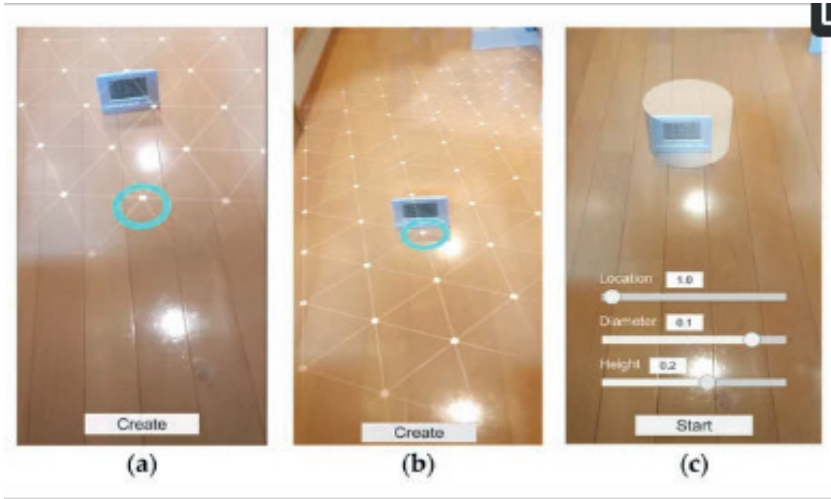 Location 1.0
Diameter 0.1
Height 0.2
Create
Create
Start
(a)
(b)
(c)